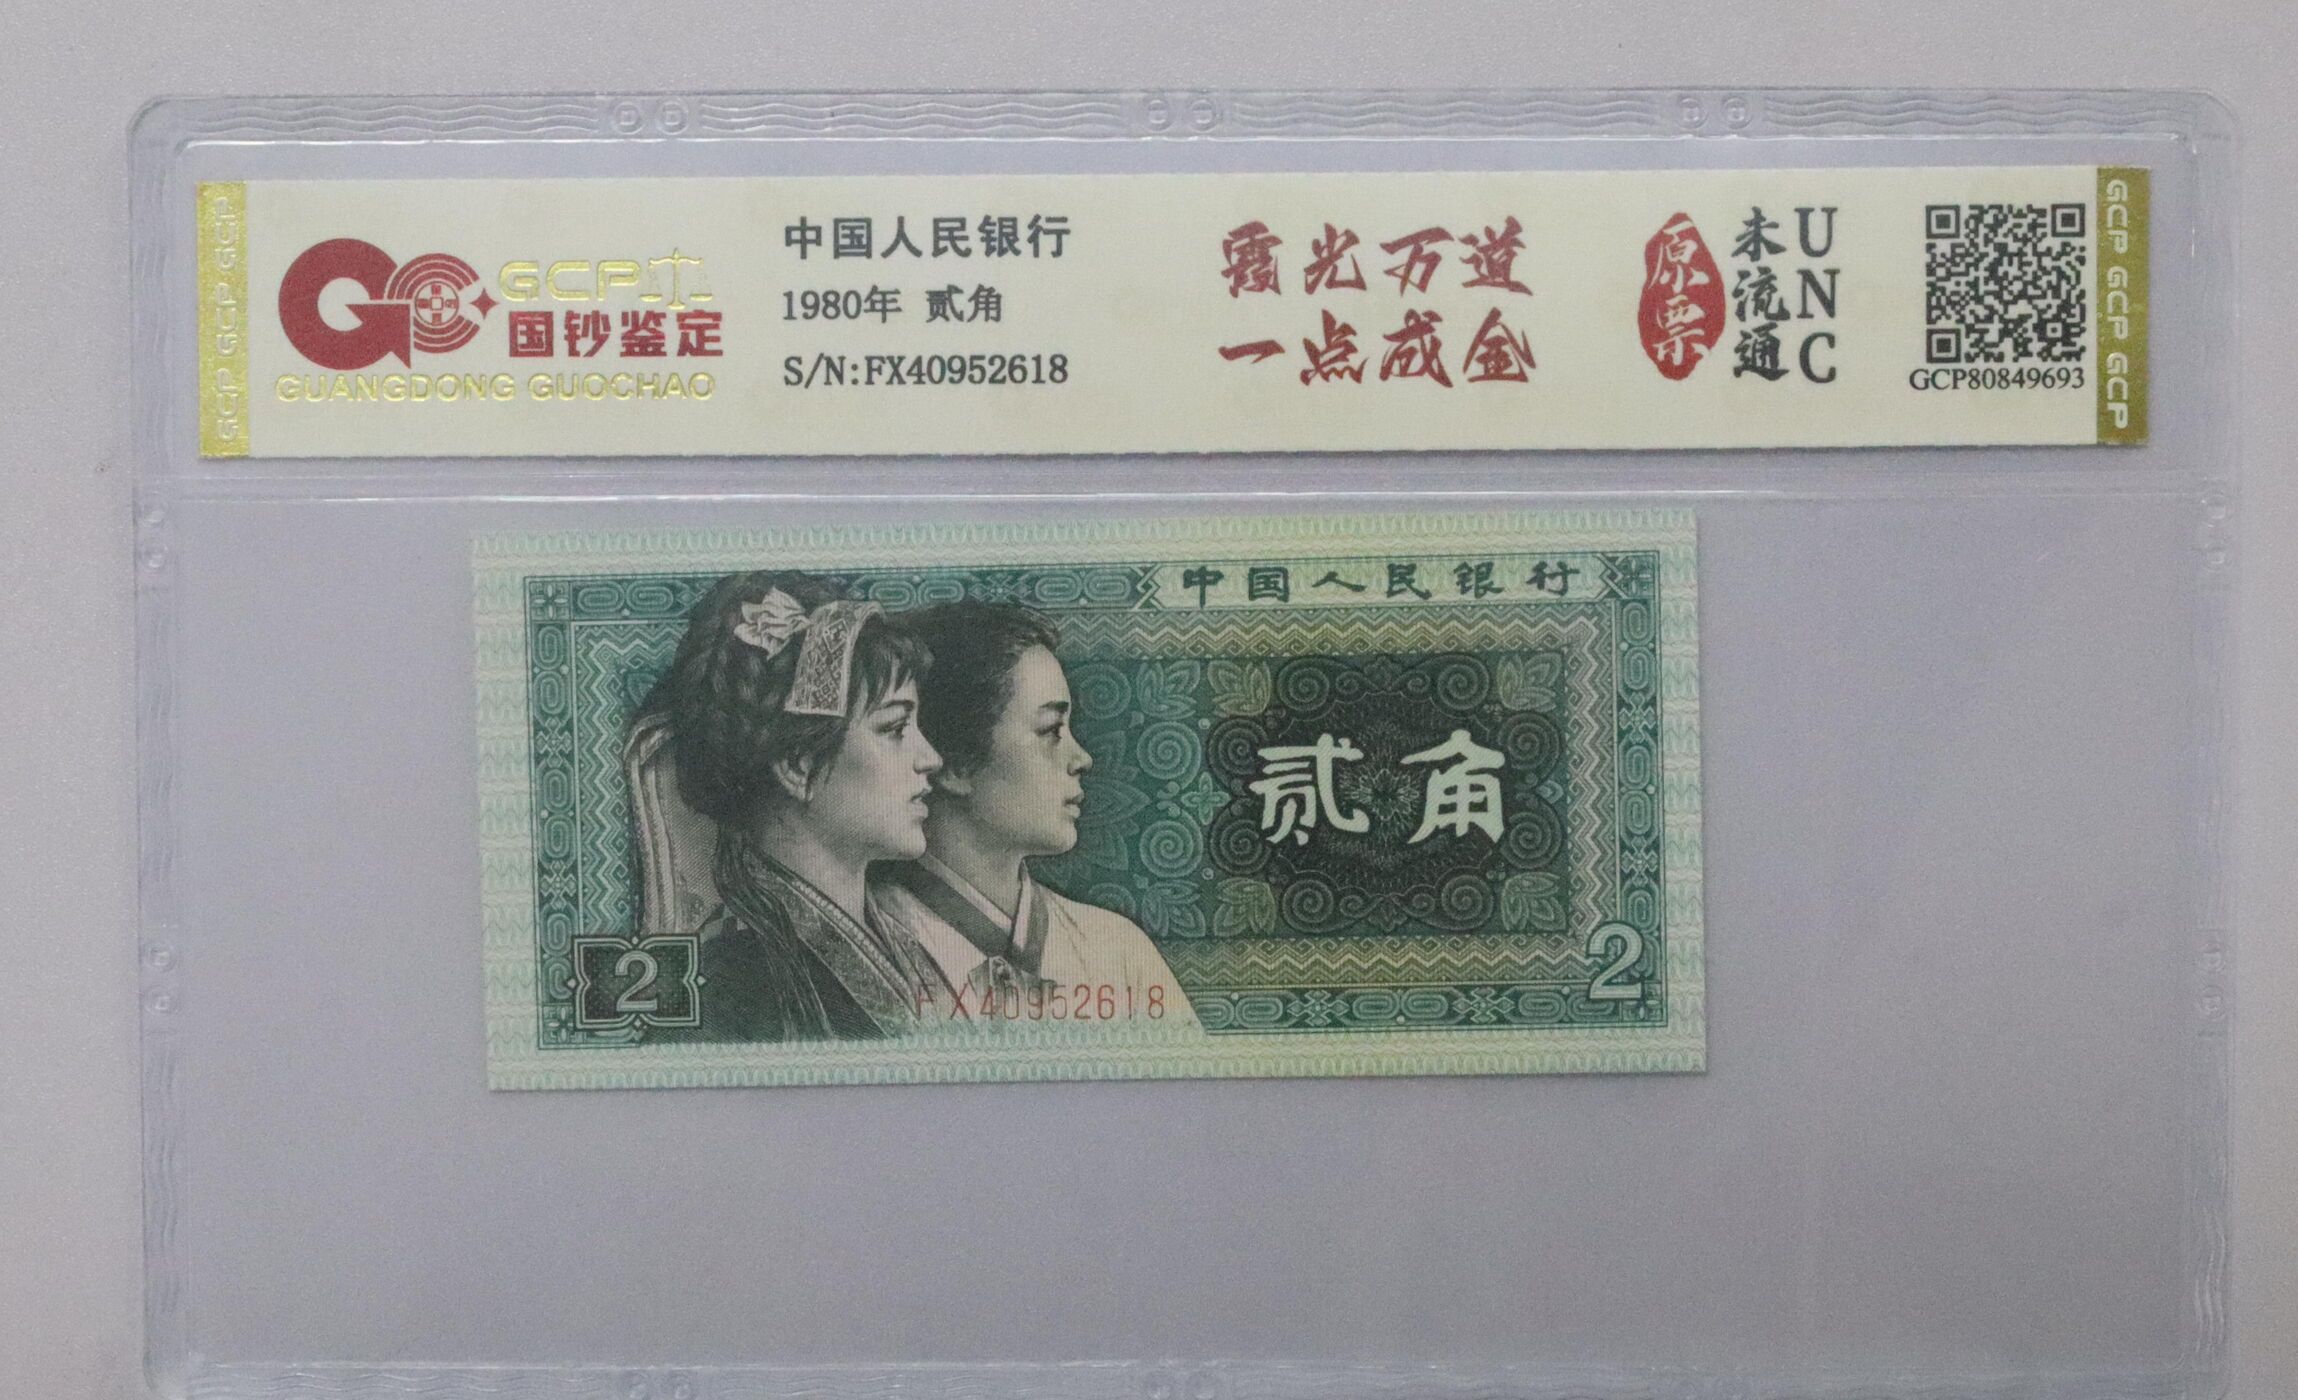 GCP
国钞鉴定
GUANGDONG GUOCHAO
中国人民银行
1980年 贰角
S/N:FX40952618
霞光万道
一点成金
原票
未流通
UNC
GCP80849693
GCP GCP GCP
GCP GCP GCP
中国人民银行
贰角
2
2
FX40952618